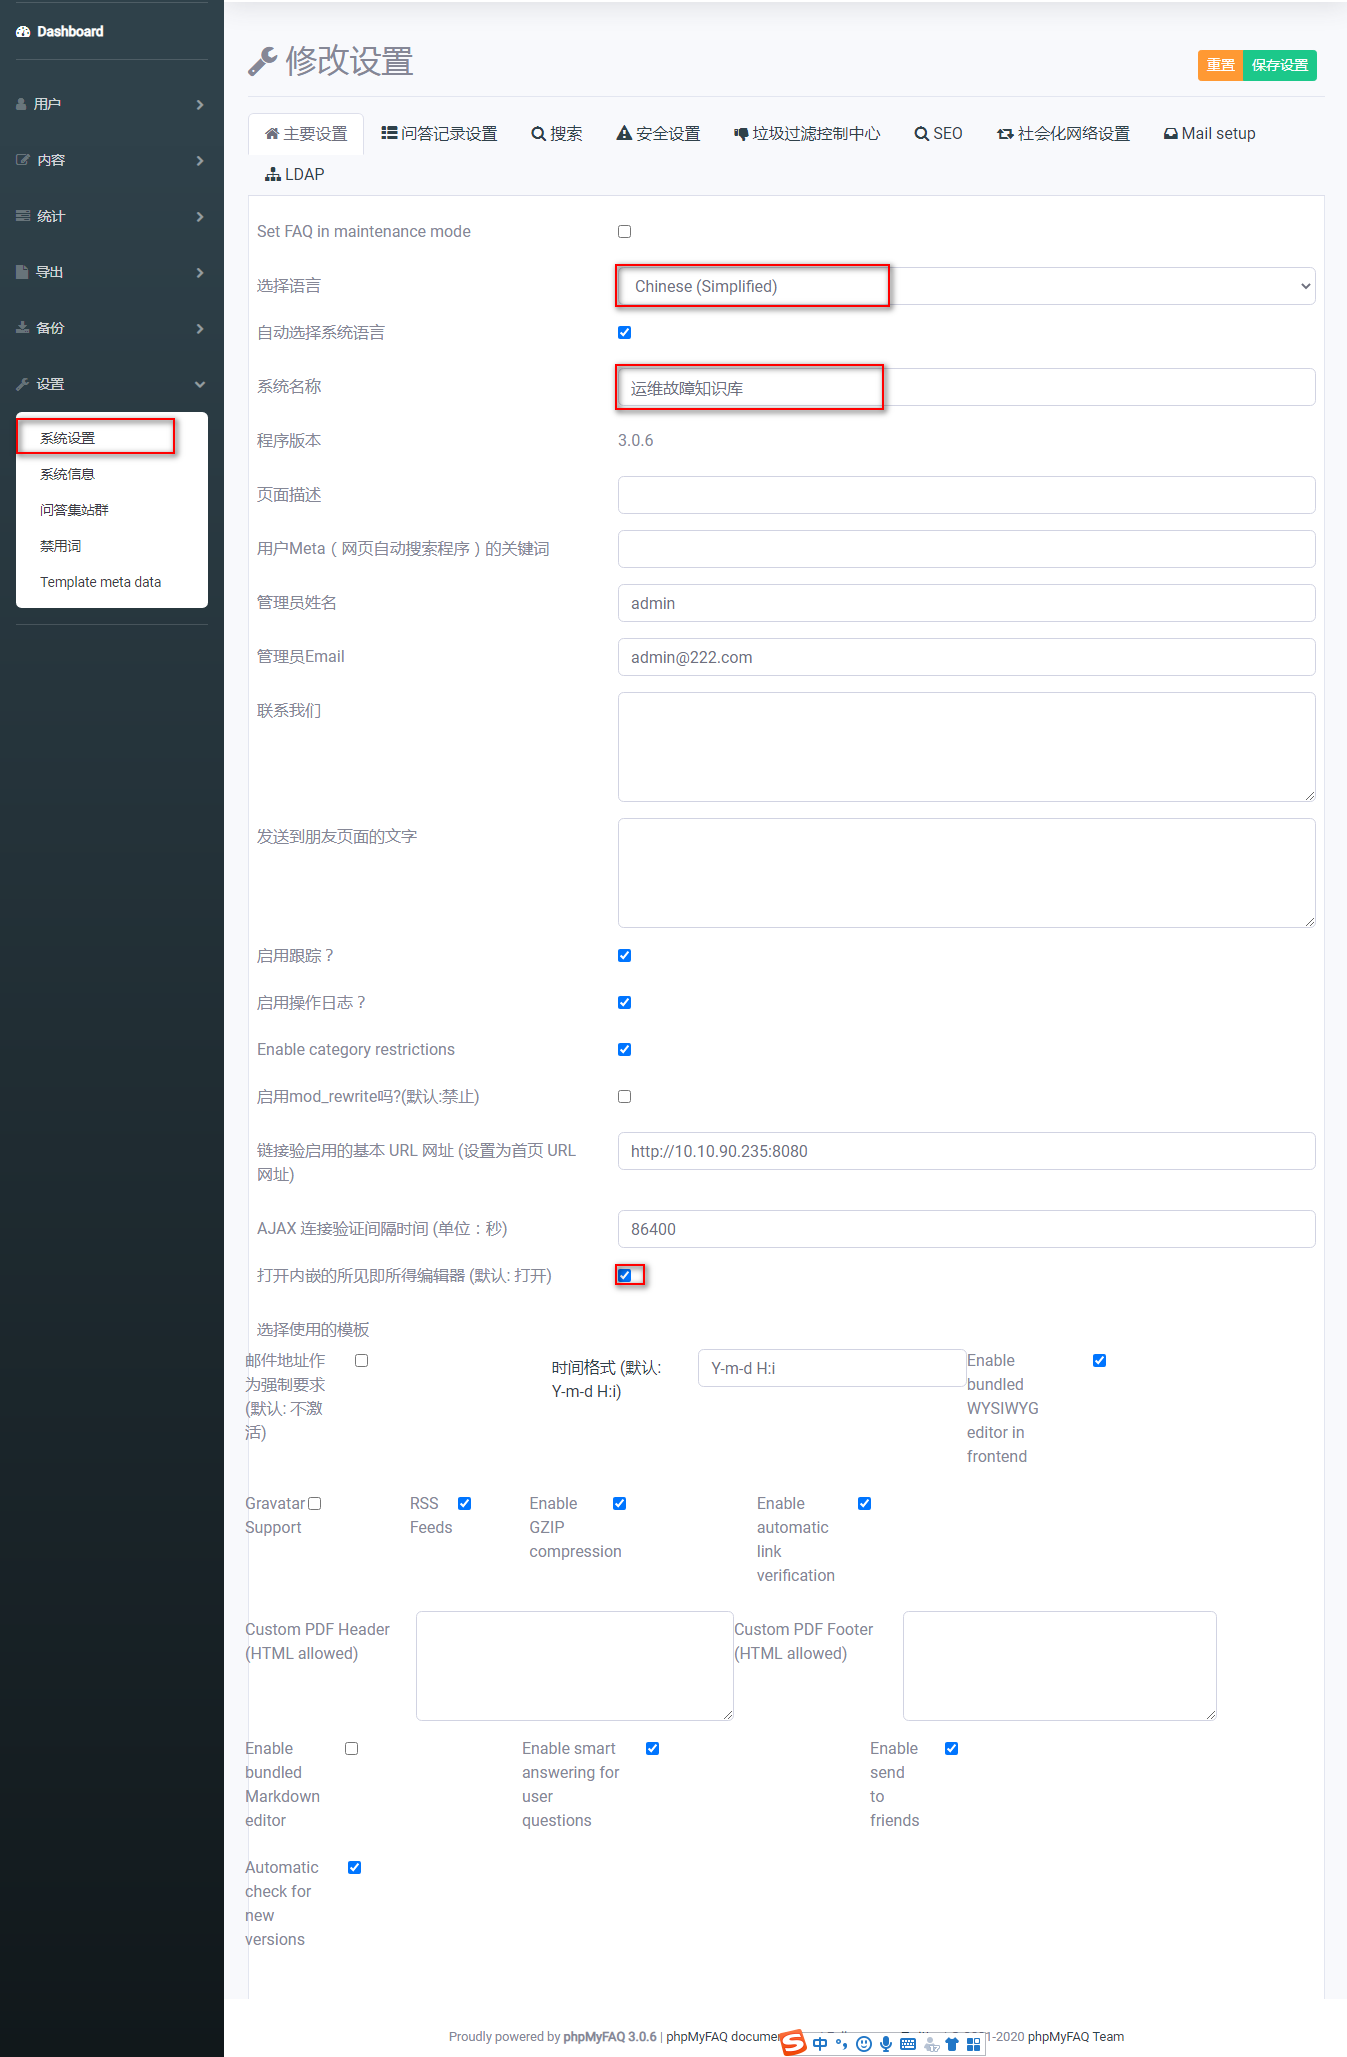 Dashboard
用户
内容
统计
导出
备份
设置
系统设置
系统信息
问答集站群
禁用词
Template meta data
修改设置
重置 保存设置
主要设置 问答记录设置 搜索 安全设置 垃圾过滤控制中心 SEO 社会化网络设置 Mail setup
LDAP
Set FAQ in maintenance mode
选择语言 Chinese (Simplified)
自动选择系统语言
系统名称 运维故障知识库
程序版本 3.0.6
页面描述
用户Meta（网页自动搜索程序）的关键词
管理员姓名 admin
管理员Email admin@222.com
联系我们
发送到朋友页面的文字
启用跟踪？
启用操作日志？
Enable category restrictions
启用mod_rewrite吗?(默认:禁止)
链接验启用的基本 URL 网址 (设置为首页 URL
网址)
http://10.10.90.235:8080
AJAX 连接验证间隔时间 (单位：秒) 86400
打开内嵌的所见即所得编辑器 (默认: 打开)
选择使用的模板
邮件地址作
为强制要求
(默认: 不激
活)
时间格式 (默认:
Y-m-d H:i)
Y-m-d H:i
Enable
bundled
WYSIWYG
editor in
frontend
Gravatar
Support
RSS
Feeds
Enable
GZIP
compression
Enable
automatic
link
verification
Custom PDF Header
(HTML allowed)
Custom PDF Footer
(HTML allowed)
Enable
bundled
Markdown
editor
Enable smart
answering for
user
questions
Enable
send
to
friends
Automatic
check for
new
versions
Proudly powered by phpMyFAQ 3.0.6 | phpMyFAQ 1-2020 phpMyFAQ Team
中